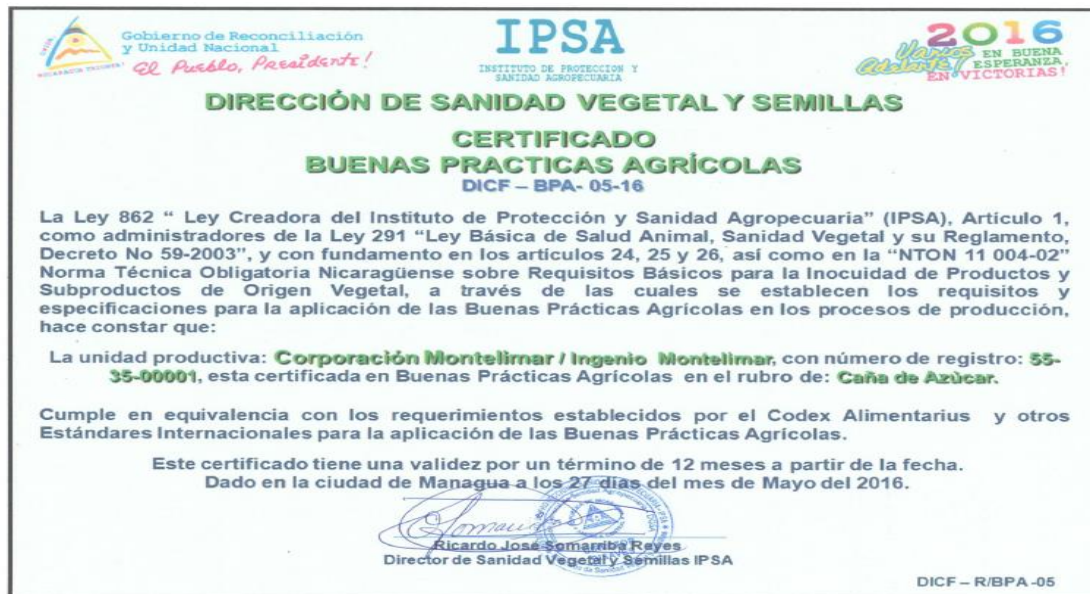 Gobierno de Reconciliación
y Unidad Nacional
El Pueblo, Presidente!
IPSA
INSTITUTO DE PROTECCION Y
SANIDAD AGROPECUARIA
2016
Vamos EN BUENA
Adelante! ESPERANZA,
EN VICTORIAS!
DIRECCIÓN DE SANIDAD VEGETAL Y SEMILLAS
CERTIFICADO
BUENAS PRACTICAS AGRÍCOLAS
DICF – BPA- 05-16
La Ley 862 “ Ley Creadora del Instituto de Protección y Sanidad Agropecuaria” (IPSA), Artículo 1,
como administradores de la Ley 291 “Ley Básica de Salud Animal, Sanidad Vegetal y su Reglamento,
Decreto No 59-2003”, y con fundamento en los artículos 24, 25 y 26, así como en la “NTON 11 004-02”
Norma Técnica Obligatoria Nicaragüense sobre Requisitos Básicos para la Inocuidad de Productos y
Subproductos de Origen Vegetal, a través de las cuales se establecen los requisitos y
especificaciones para la aplicación de las Buenas Prácticas Agrícolas en los procesos de producción,
hace constar que:
La unidad productiva: Corporación Montelimar / Ingenio Montelimar, con número de registro: 55-
35-00001, esta certificada en Buenas Prácticas Agrícolas en el rubro de: Caña de Azúcar.
Cumple en equivalencia con los requerimientos establecidos por el Codex Alimentarius y otros
Estándares Internacionales para la aplicación de las Buenas Prácticas Agrícolas.
Este certificado tiene una validez por un término de 12 meses a partir de la fecha.
Dado en la ciudad de Managua a los 27 días del mes de Mayo del 2016.
Ricardo José Somarriba Reyes
Director de Sanidad Vegetal y Semillas IPSA
DICF – R/BPA -05